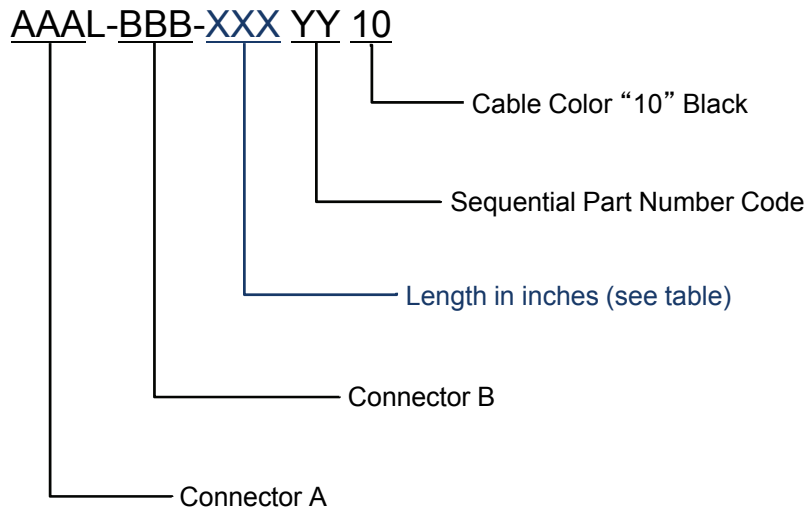 AAAL-BBB-XXX YY 10
Cable Color “10” Black
Sequential Part Number Code
Length in inches (see table)
Connector B
Connector A